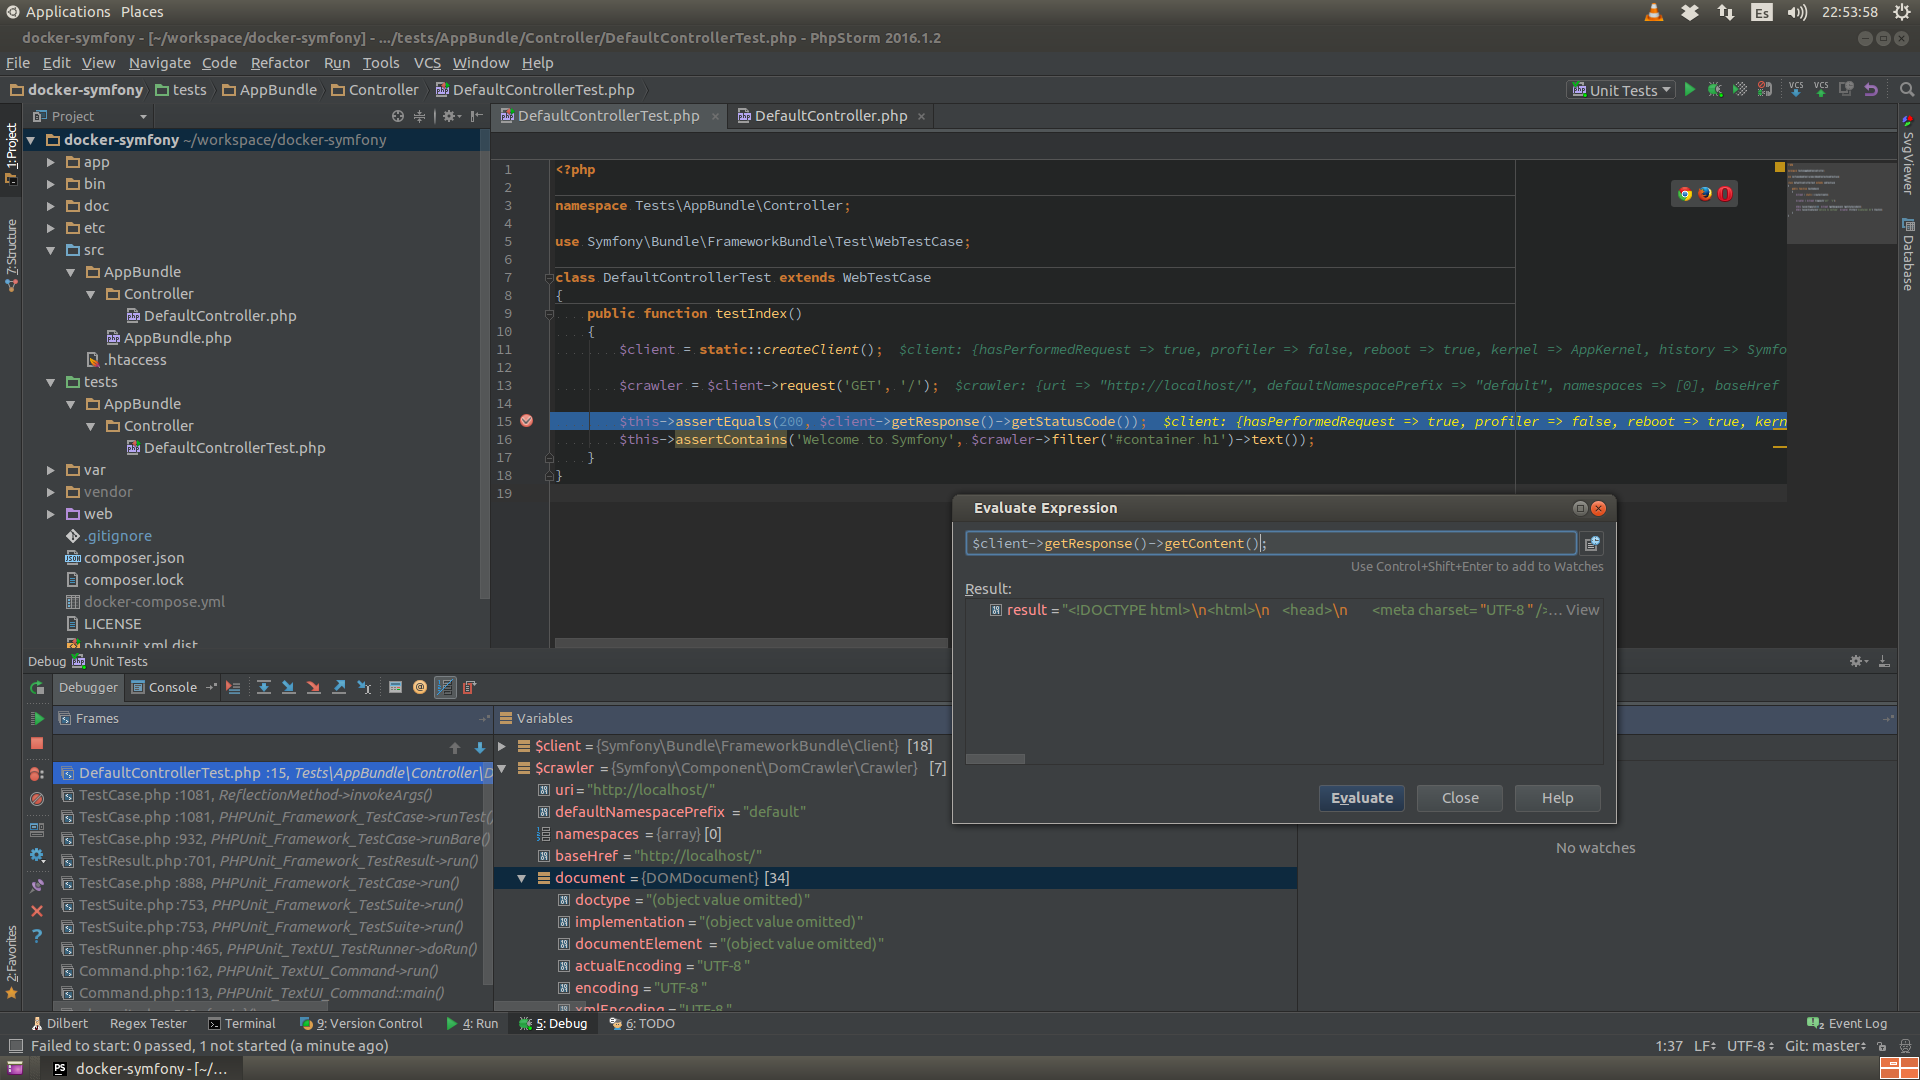 Applications Places
Es 22:53:58
docker-symfony - [~/workspace/docker-symfony] - .../tests/AppBundle/Controller/DefaultControllerTest.php - PhpStorm 2016.1.2
File Edit View Navigate Code Refactor Run Tools VCS Window Help
docker-symfony tests AppBundle Controller DefaultControllerTest.php
Unit Tests VCS VCS
Project
DefaultControllerTest.php DefaultController.php
1: Project
7: Structure
2: Favorites
SvgViewer
Database
docker-symfony ~/workspace/docker-symfony
app
bin
doc
etc
src
AppBundle
Controller
DefaultController.php
AppBundle.php
.htaccess
tests
AppBundle
Controller
DefaultControllerTest.php
var
vendor
web
.gitignore
composer.json
composer.lock
docker-compose.yml
LICENSE
phpunit.xml.dist
1 <?php
2
3 namespace Tests\AppBundle\Controller;
4
5 use Symfony\Bundle\FrameworkBundle\Test\WebTestCase;
6
7 class DefaultControllerTest extends WebTestCase
8 {
9 public function testIndex()
10 {
11 $client = static::createClient(); $client: {hasPerformedRequest => true, profiler => false, reboot => true, kernel => AppKernel, history => Symfo
12
13 $crawler = $client->request('GET', '/'); $crawler: {uri => "http://localhost/", defaultNamespacePrefix => "default", namespaces => [0], baseHref
14
15 $this->assertEquals(200, $client->getResponse()->getStatusCode()); $client: {hasPerformedRequest => true, profiler => false, reboot => true, kern
16 $this->assertContains('Welcome to Symfony', $crawler->filter('#container h1')->text());
17 }
18 }
19
Evaluate Expression
$client->getResponse()->getContent();
Use Control+Shift+Enter to add to Watches
Result:
result = "<!DOCTYPE html>\n<html>\n <head>\n <meta charset="UTF-8" />... View
Evaluate Close Help
Debug Unit Tests
Debugger Console
Frames
DefaultControllerTest.php :15, Tests\AppBundle\Controller\D
TestCase.php :1081, ReflectionMethod->invokeArgs()
TestCase.php :1081, PHPUnit_Framework_TestCase->runTest()
TestCase.php :932, PHPUnit_Framework_TestCase->runBare()
TestResult.php :701, PHPUnit_Framework_TestResult->run()
TestCase.php :888, PHPUnit_Framework_TestCase->run()
TestSuite.php :753, PHPUnit_Framework_TestSuite->run()
TestSuite.php :753, PHPUnit_Framework_TestSuite->run()
TestRunner.php :465, PHPUnit_TextUI_TestRunner->doRun()
Command.php :162, PHPUnit_TextUI_Command->run()
Command.php :113, PHPUnit_TextUI_Command::main()
Variables
$client = {Symfony\Bundle\FrameworkBundle\Client} [18]
$crawler = {Symfony\Component\DomCrawler\Crawler} [7]
uri = "http://localhost/"
defaultNamespacePrefix = "default"
namespaces = {array} [0]
baseHref = "http://localhost/"
document = {DOMDocument} [34]
doctype = "(object value omitted)"
implementation = "(object value omitted)"
documentElement = "(object value omitted)"
actualEncoding = "UTF-8"
encoding = "UTF-8"
xmlEncoding = "UTF-8"
No watches
Dilbert Regex Tester Terminal 9: Version Control 4: Run 5: Debug 6: TODO 2 Event Log
Failed to start: 0 passed, 1 not started (a minute ago) 1:37 LF UTF-8 Git: master
PS docker-symfony - [~/...